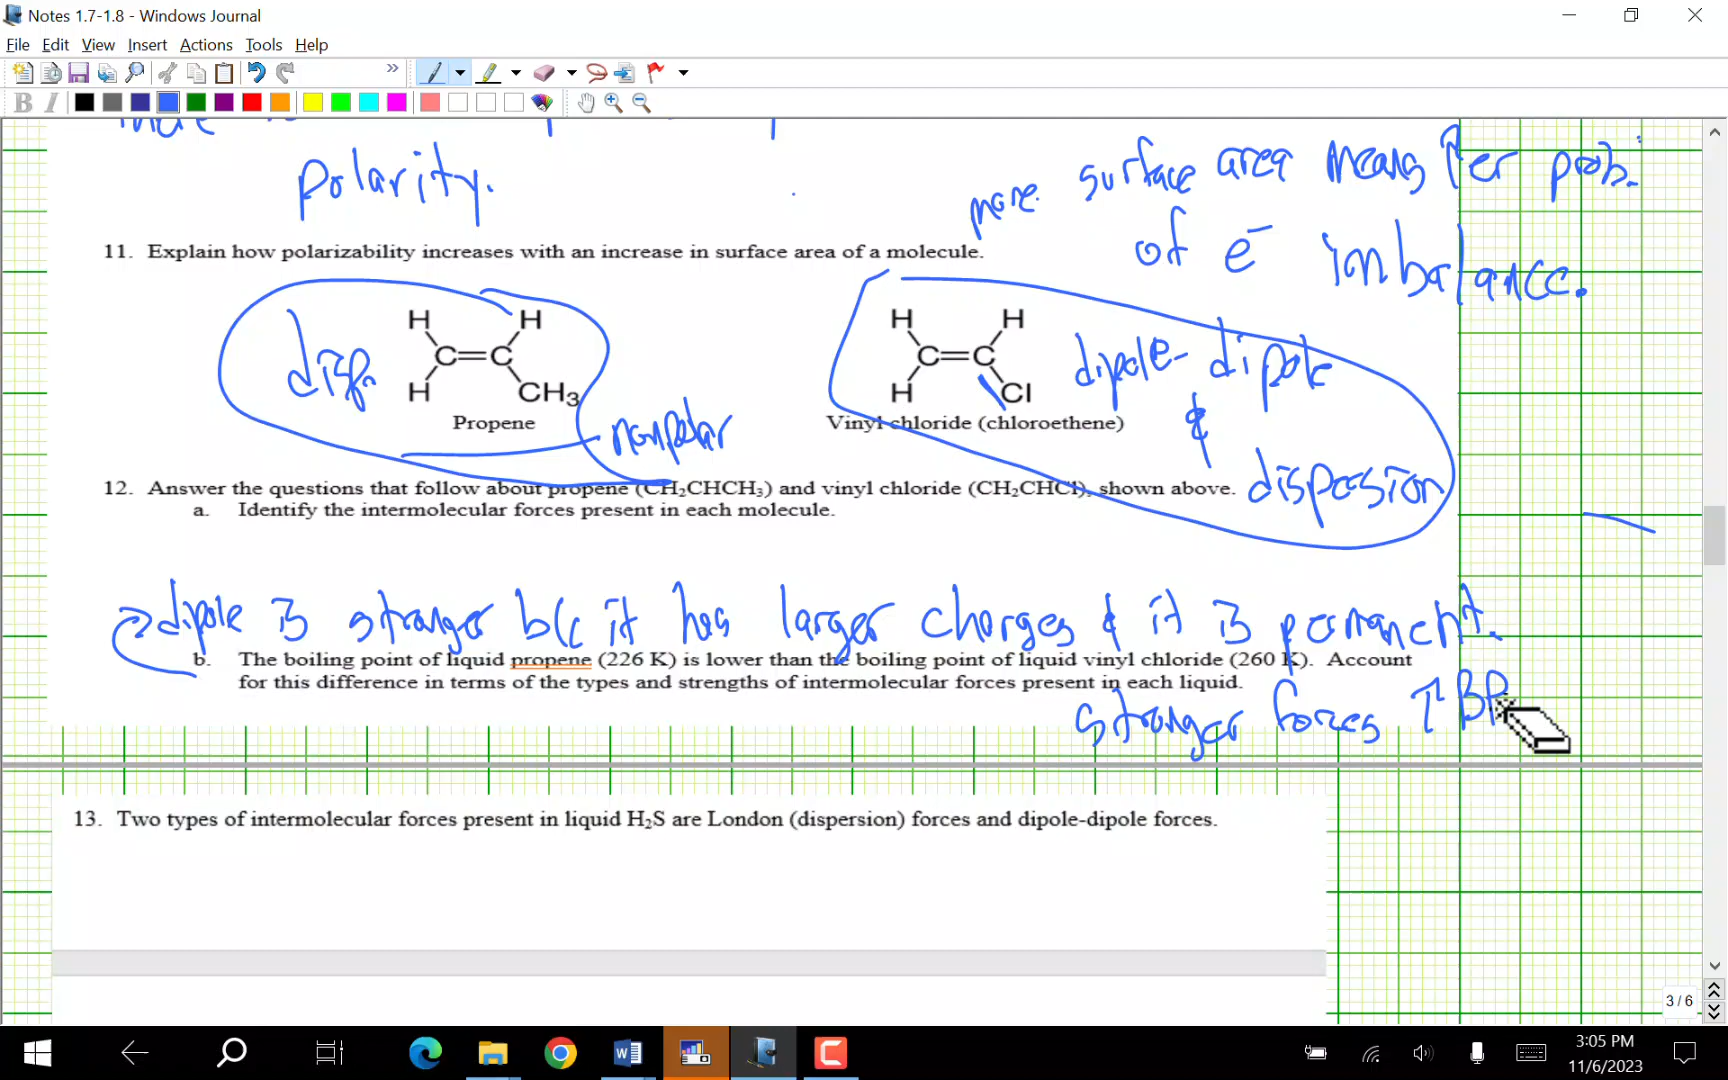 Notes 1.7-1.8 - Windows Journal
File Edit View Insert Actions Tools Help
B I
polarity.
more surface area means ↑er prob.
of e⁻ imbalance.
11. Explain how polarizability increases with an increase in surface area of a molecule.
H H
disp. C=C
H CH₃
Propene
nonpolar
H H
C=C
H Cl
Vinyl chloride (chloroethene)
dipole-dipole
&
dispersion
12. Answer the questions that follow about propene (CH₂CHCH₃) and vinyl chloride (CH₂CHCl), shown above.
a. Identify the intermolecular forces present in each molecule.
dipole is stronger b/c it has larger charges & it is permanent.
b. The boiling point of liquid propene (226 K) is lower than the boiling point of liquid vinyl chloride (260 K). Account
for this difference in terms of the types and strengths of intermolecular forces present in each liquid.
stronger forces ↑ BP
13. Two types of intermolecular forces present in liquid H₂S are London (dispersion) forces and dipole-dipole forces.
3 / 6
3:05 PM
11/6/2023